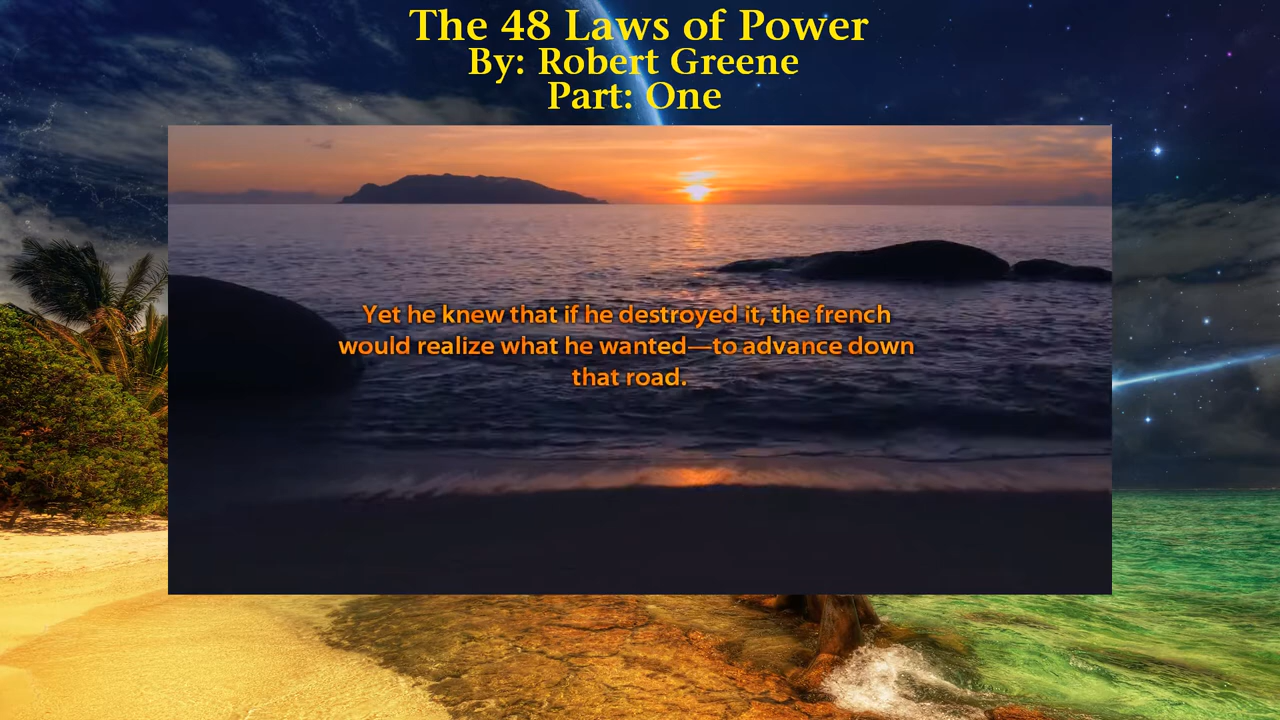 The 48 Laws of Power
By: Robert Greene
Part: One
Yet he knew that if he destroyed it, the french
would realize what he wanted—to advance down
that road.